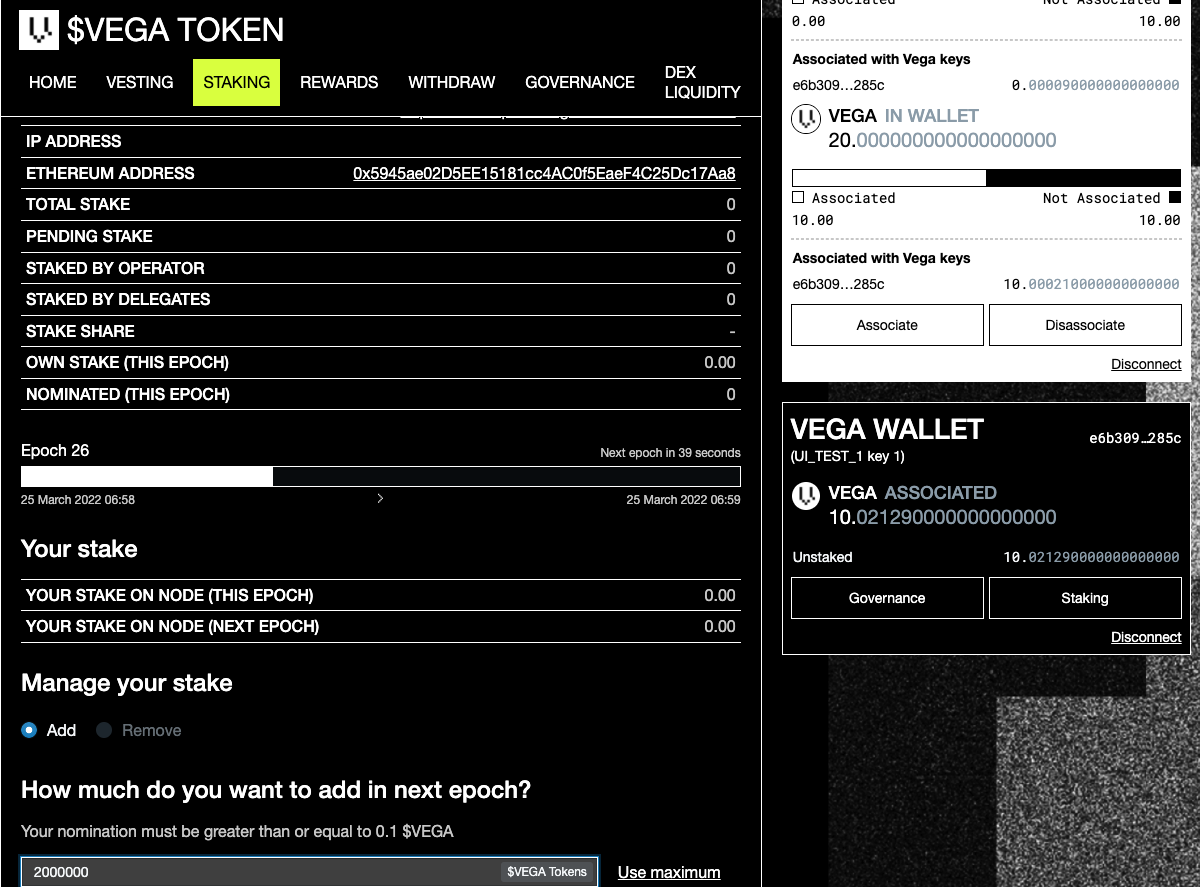 $VEGA TOKEN
HOME
VESTING
STAKING
REWARDS
WITHDRAW
GOVERNANCE
DEX
LIQUIDITY
IP ADDRESS
ETHEREUM ADDRESS 0x5945ae02D5EE15181cc4AC0f5EaeF4C25Dc17Aa8
TOTAL STAKE 0
PENDING STAKE 0
STAKED BY OPERATOR 0
STAKED BY DELEGATES 0
STAKE SHARE -
OWN STAKE (THIS EPOCH) 0.00
NOMINATED (THIS EPOCH) 0
Epoch 26 Next epoch in 39 seconds
25 March 2022 06:58 25 March 2022 06:59
Your stake
YOUR STAKE ON NODE (THIS EPOCH) 0.00
YOUR STAKE ON NODE (NEXT EPOCH) 0.00
Manage your stake
Add Remove
How much do you want to add in next epoch?
Your nomination must be greater than or equal to 0.1 $VEGA
2000000 $VEGA Tokens Use maximum
Associated Not Associated
0.00 10.00
Associated with Vega keys
e6b309…285c 0.000090000000000000
VEGA IN WALLET
20.000000000000000000
Associated Not Associated
10.00 10.00
Associated with Vega keys
e6b309…285c 10.000210000000000000
Associate Disassociate
Disconnect
VEGA WALLET e6b309…285c
(UI_TEST_1 key 1)
VEGA ASSOCIATED
10.021290000000000000
Unstaked 10.021290000000000000
Governance Staking
Disconnect